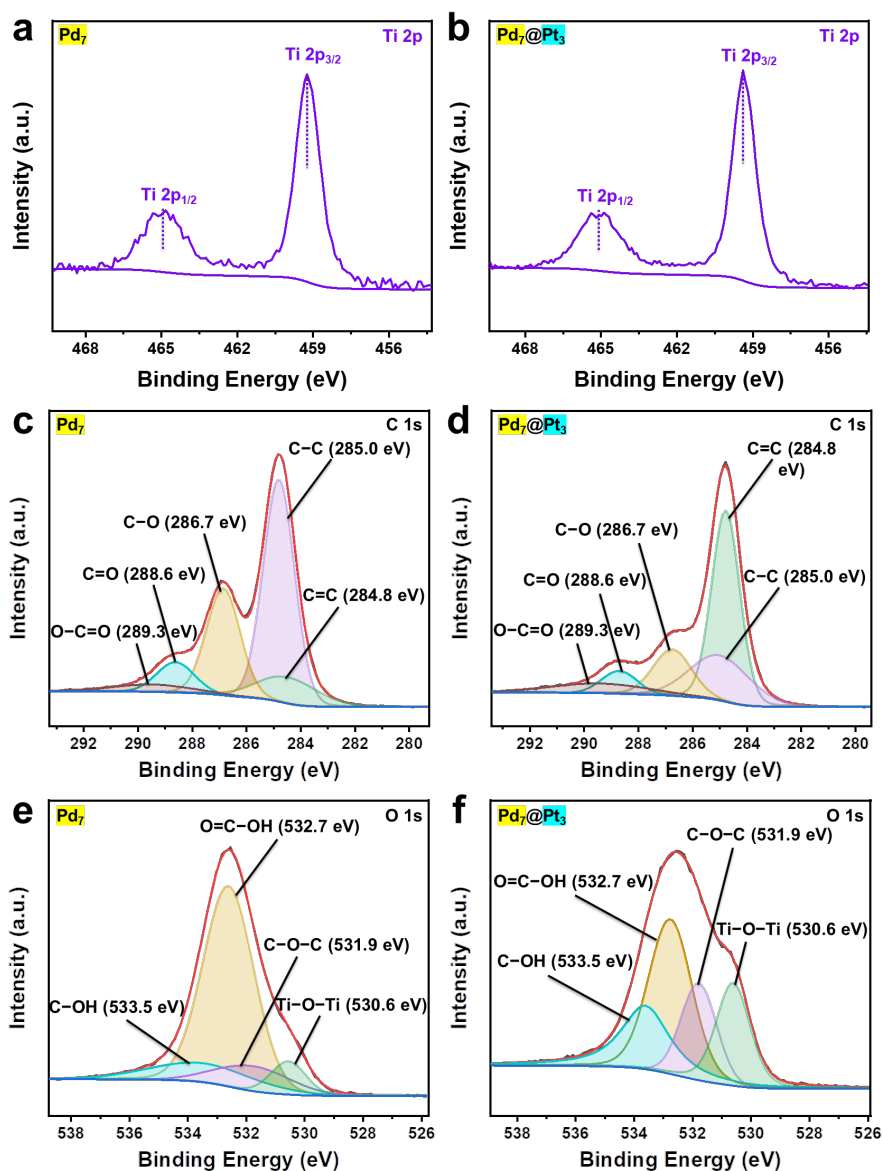 a
Pd₇
Ti 2p
Ti 2p₃/₂
Ti 2p₁/₂
Intensity (a.u.)
468 465 462 459 456
Binding Energy (eV)
b
Pd₇@Pt₃
Ti 2p
Ti 2p₃/₂
Ti 2p₁/₂
Intensity (a.u.)
468 465 462 459 456
Binding Energy (eV)
c
Pd₇
C 1s
C−C (285.0 eV)
C−O (286.7 eV)
C=O (288.6 eV)
C=C (284.8 eV)
O−C=O (289.3 eV)
Intensity (a.u.)
292 290 288 286 284 282 280
Binding Energy (eV)
d
Pd₇@Pt₃
C 1s
C=C (284.8
eV)
C−O (286.7 eV)
C=O (288.6 eV)
C−C (285.0 eV)
O−C=O (289.3 eV)
Intensity (a.u.)
292 290 288 286 284 282 280
Binding Energy (eV)
e
Pd₇
O 1s
O=C−OH (532.7 eV)
C−O−C (531.9 eV)
C−OH (533.5 eV)
Ti−O−Ti (530.6 eV)
Intensity (a.u.)
538 536 534 532 530 528 526
Binding Energy (eV)
f
Pd₇@Pt₃
O 1s
C−O−C (531.9 eV)
O=C−OH (532.7 eV)
Ti−O−Ti (530.6 eV)
C−OH (533.5 eV)
Intensity (a.u.)
538 536 534 532 530 528 526
Binding Energy (eV)